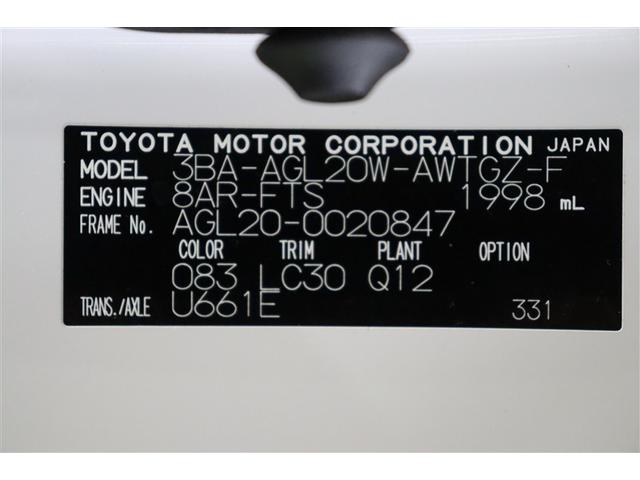 TOYOTA MOTOR CORPORATION JAPAN
MODEL 3BA-AGL20W-AWTGZ-F
ENGINE 8AR-FTS 1998 mL
FRAME No. AGL20-0020847
COLOR TRIM PLANT OPTION
083 LC30 Q12
TRANS./AXLE U661E 331